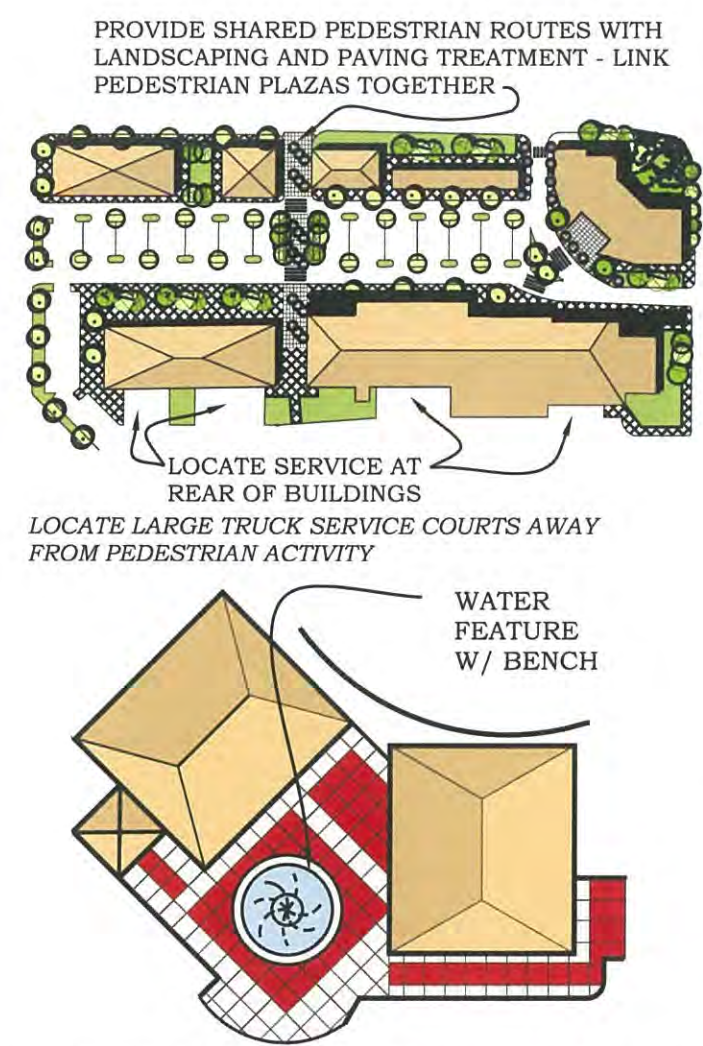 PROVIDE SHARED PEDESTRIAN ROUTES WITH
LANDSCAPING AND PAVING TREATMENT - LINK
PEDESTRIAN PLAZAS TOGETHER
LOCATE SERVICE AT
REAR OF BUILDINGS
LOCATE LARGE TRUCK SERVICE COURTS AWAY
FROM PEDESTRIAN ACTIVITY
WATER
FEATURE
W/ BENCH